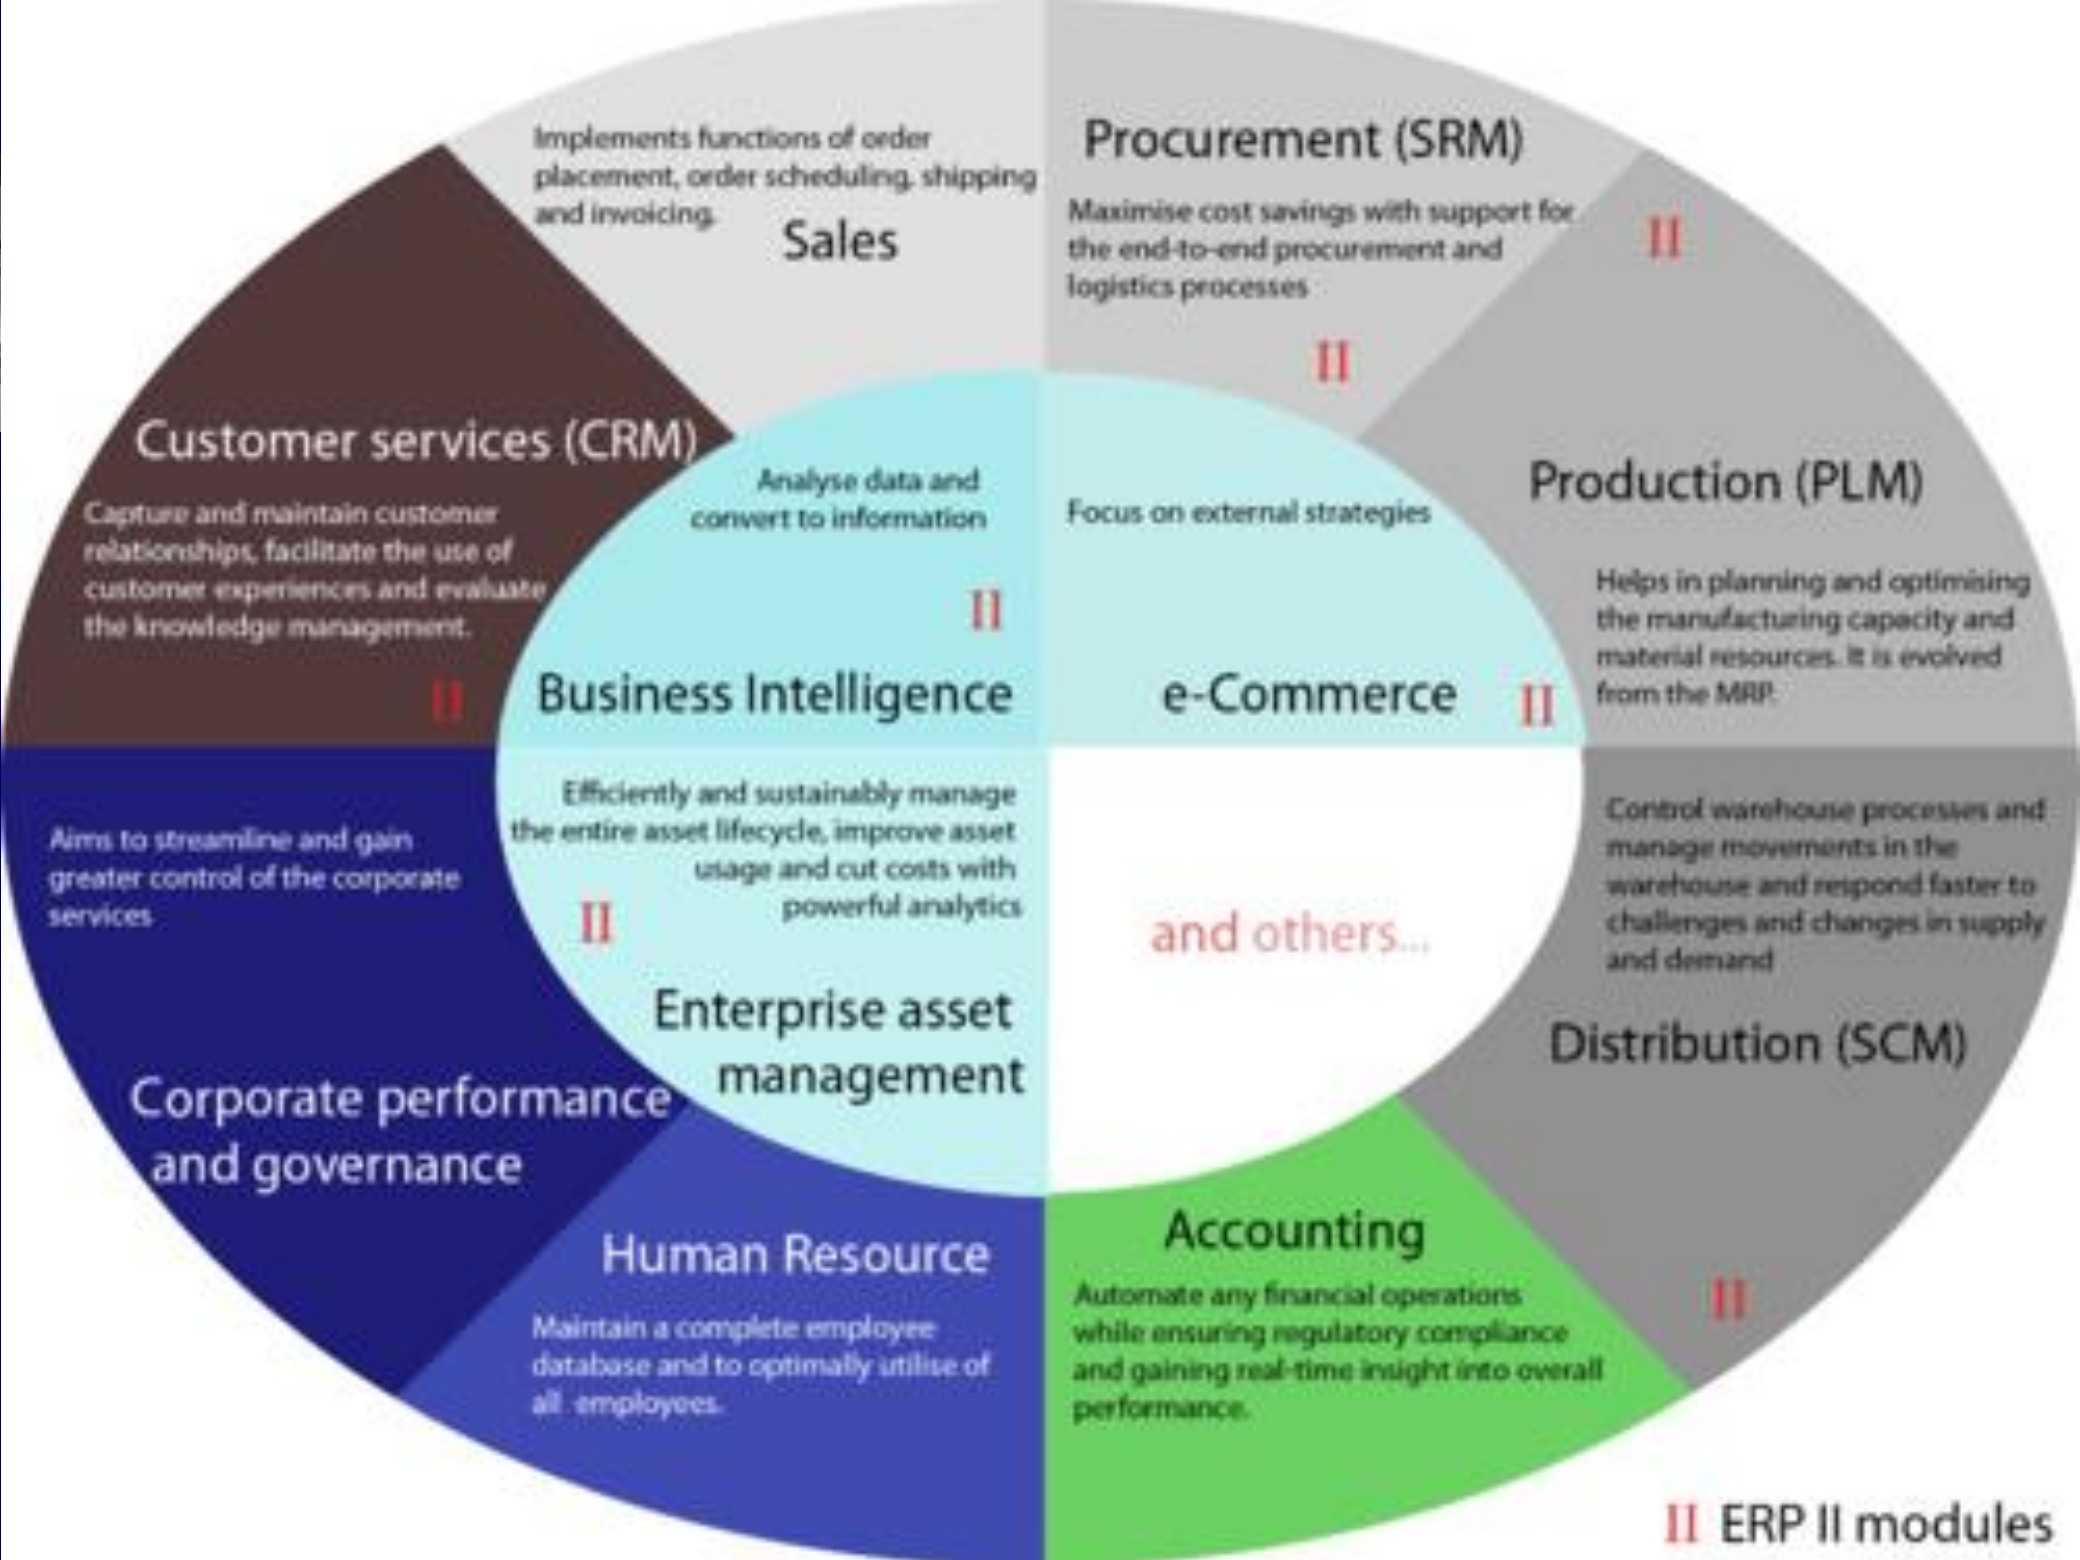 Implements functions of order
placement, order scheduling, shipping
and invoicing.
Sales
Procurement (SRM)
Maximise cost savings with support for
the end-to-end procurement and
logistics processes
II
II
Production (PLM)
Helps in planning and optimising
the manufacturing capacity and
material resources. It is evolved
from the MRP.
Customer services (CRM)
Capture and maintain customer
relationships, facilitate the use of
customer experiences and evaluate
the knowledge management.
II
Analyse data and
convert to information
II
Business Intelligence
Focus on external strategies
e-Commerce
II
Aims to streamline and gain
greater control of the corporate
services
Corporate performance
and governance
Efficiently and sustainably manage
the entire asset lifecycle, improve asset
usage and cut costs with
powerful analytics
II
Enterprise asset
management
and others...
Control warehouse processes and
manage movements in the
warehouse and respond faster to
challenges and changes in supply
and demand
Distribution (SCM)
II
Human Resource
Maintain a complete employee
database and to optimally utilise of
all employees.
Accounting
Automate any financial operations
while ensuring regulatory compliance
and gaining real-time insight into overall
performance.
II ERP II modules